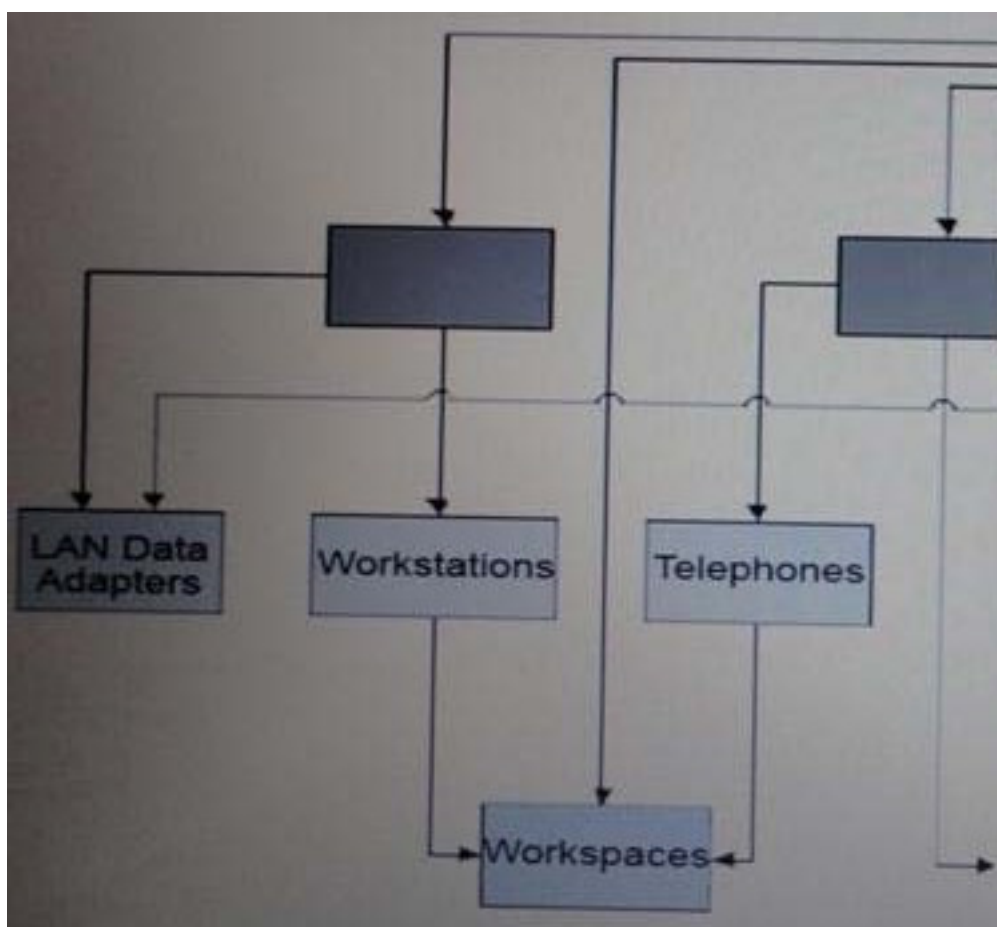 LAN Data
Adapters
Workstations
Telephones
Workspaces